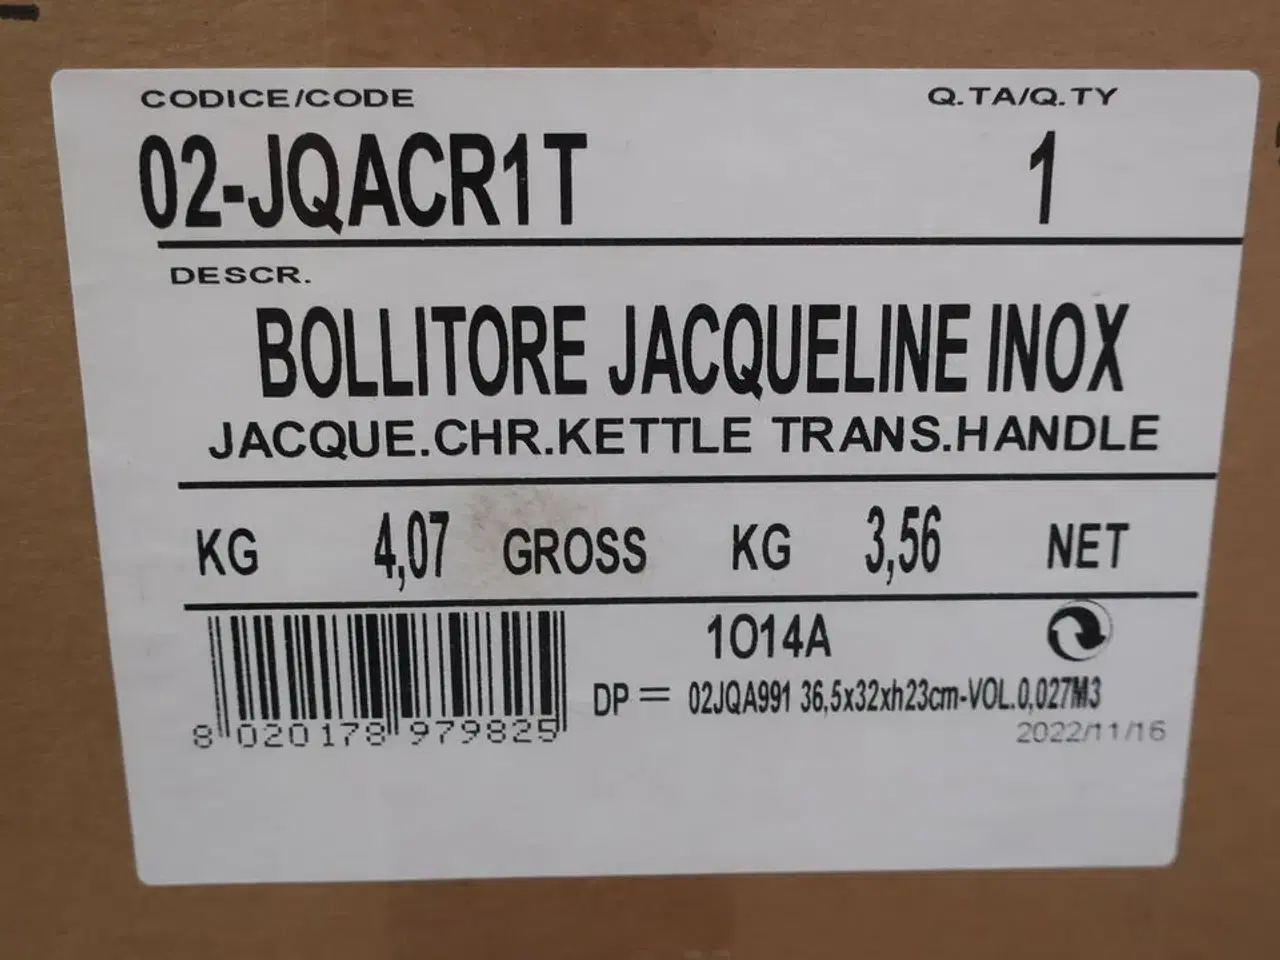 CODICE/CODE Q.TA/Q.TY
02-JQACR1T 1
DESCR.
BOLLITORE JACQUELINE INOX
JACQUE.CHR.KETTLE TRANS.HANDLE
KG 4,07 GROSS KG 3,56 NET
1O14A
DP = 02JQA991 36,5x32xh23cm-VOL.0,027M3
8 020178 979825
2022/11/16